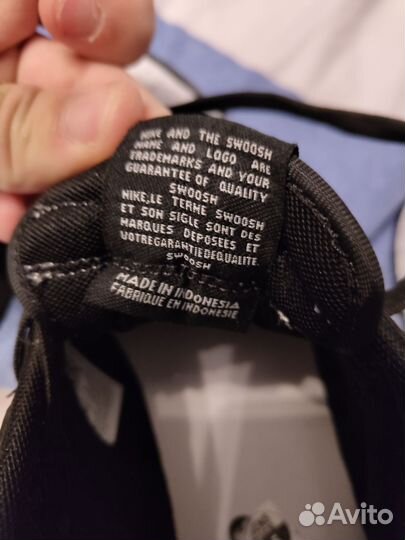 NIKE AND THE SWOOSH
NAME AND LOGO ARE
TRADEMARKS AND YOUR
GUARANTEE OF QUALITY
SWOOSH
NIKE, LE TERME SWOOSH
ET SON SIGLE SONT DES
MARQUES DEPOSEES ET
VOTREGARANTIEDEQUALITE
SWOOSH
MADE IN INDONESIA
FABRIQUE EN INDONESIE
Avito